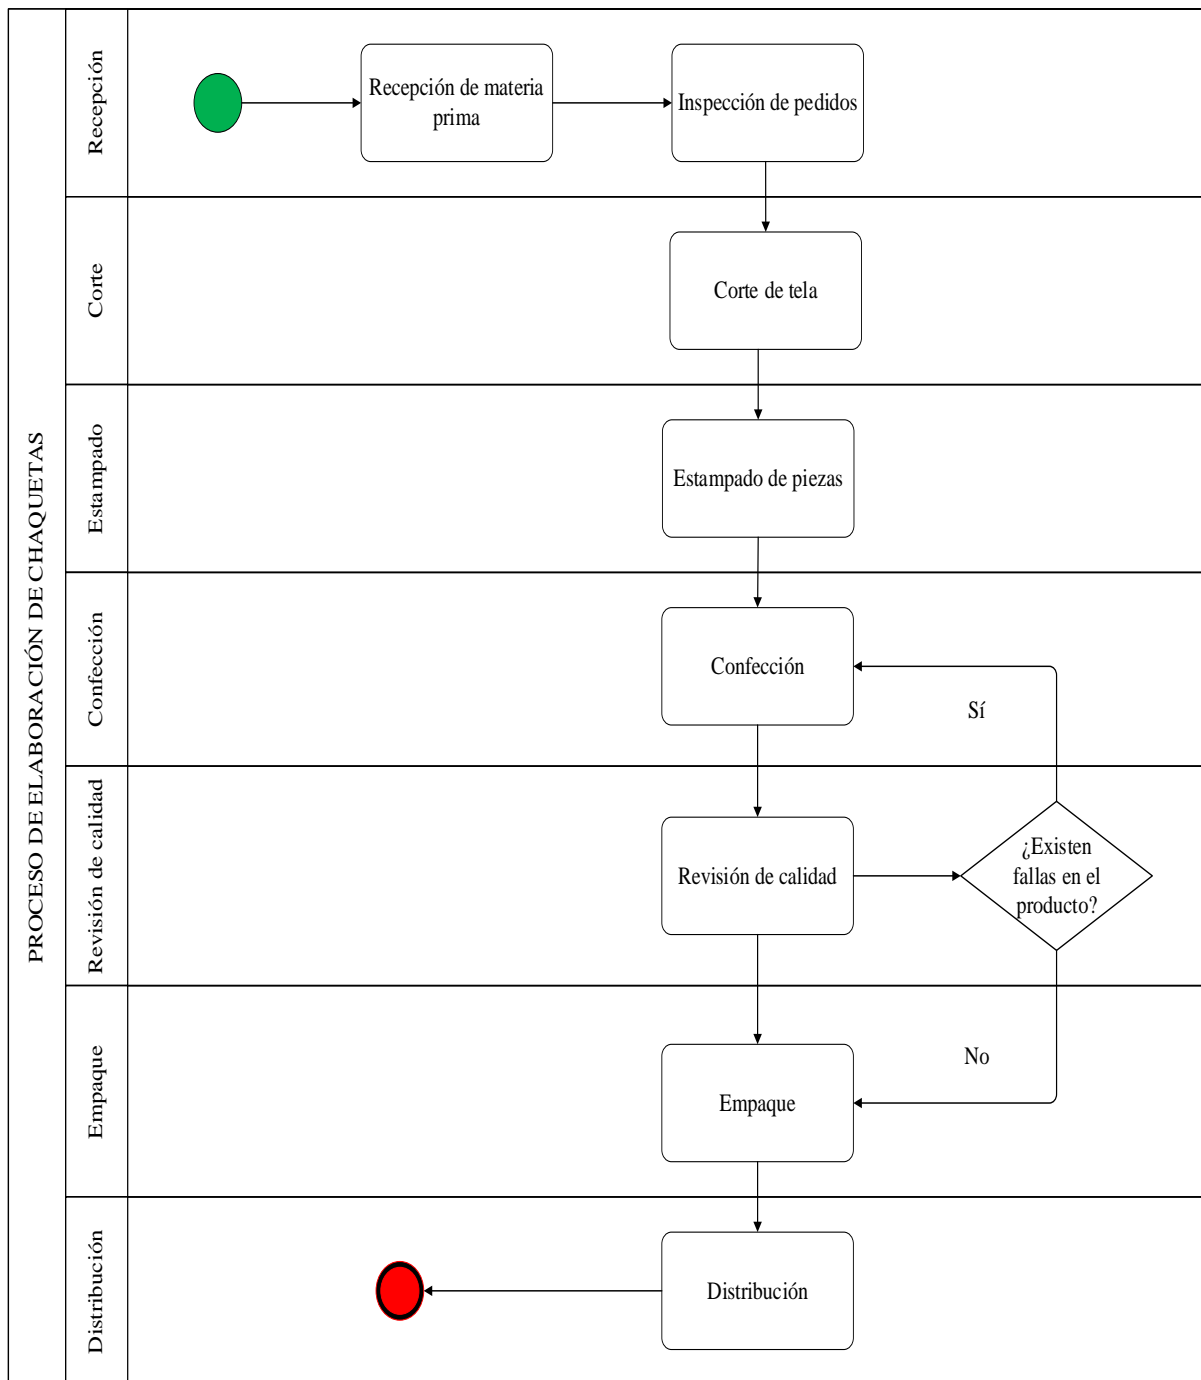 PROCESO DE ELABORACIÓN DE CHAQUETAS
Recepción
Recepción de materia
prima
Inspección de pedidos
Corte
Corte de tela
Estampado
Estampado de piezas
Confección
Confección
Sí
Revisión de calidad
Revisión de calidad
¿Existen
fallas en el
producto?
Empaque
Empaque
No
Distribución
Distribución